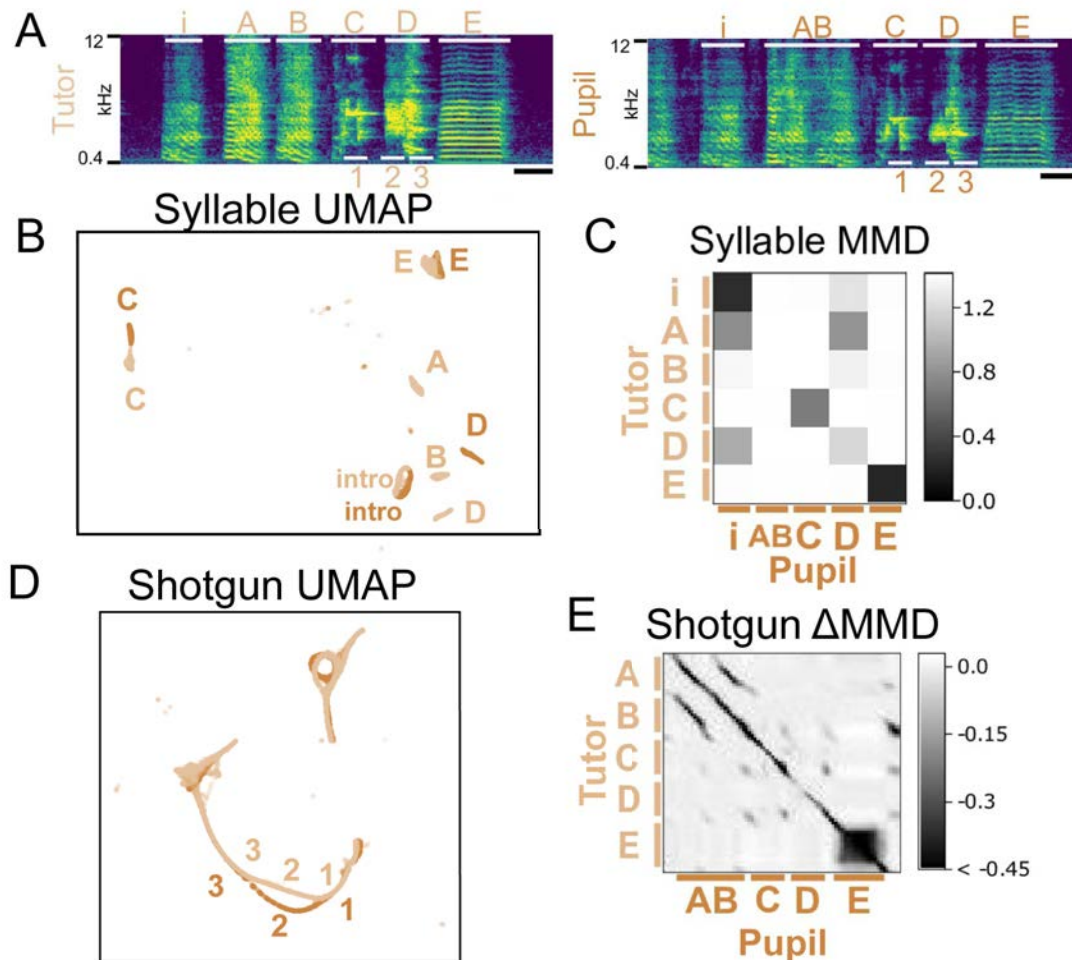 A
i A B C D E
i AB C D E
12
kHz
0.4
Tutor
12
kHz
0.4
Pupil
1 2 3
1 2 3
B
Syllable UMAP
E E
C
C
A
D
B
intro
intro
D
C
Syllable MMD
i
A
B
C
D
E
Tutor
i AB C D E
Pupil
1.2
0.8
0.4
0.0
D
Shotgun UMAP
3 2 1
3 2 1
E
Shotgun ΔMMD
A
B
C
D
E
Tutor
AB C D E
Pupil
0.0
-0.15
-0.3
< -0.45